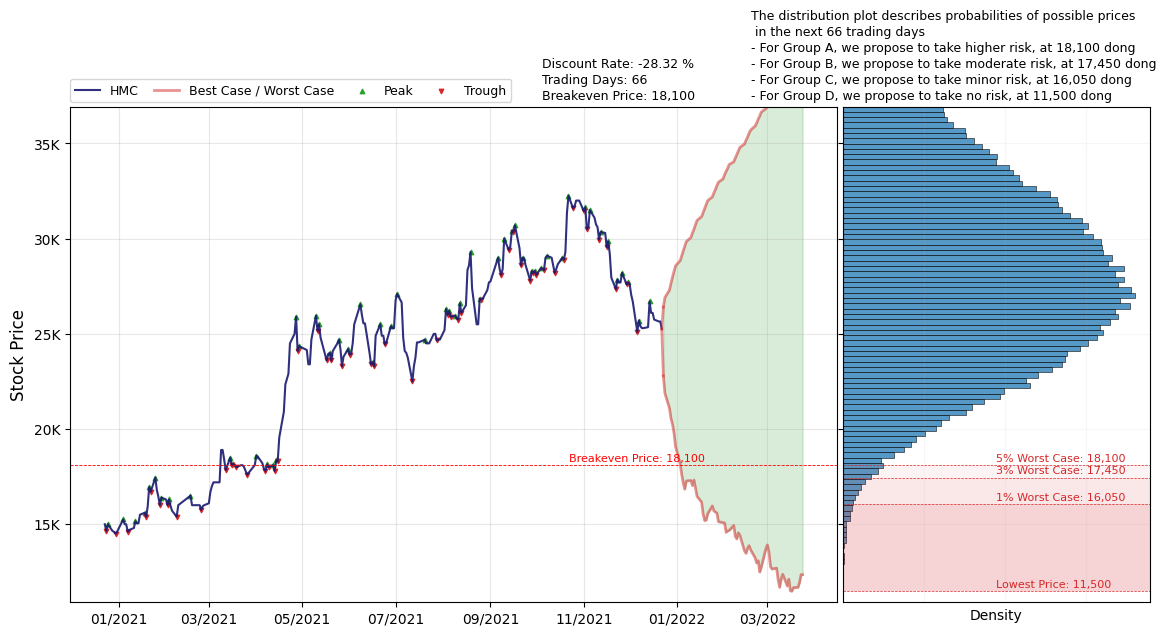 The distribution plot describes probabilities of possible prices
in the next 66 trading days
- For Group A, we propose to take higher risk, at 18,100 dong
- For Group B, we propose to take moderate risk, at 17,450 dong
- For Group C, we propose to take minor risk, at 16,050 dong
- For Group D, we propose to take no risk, at 11,500 dong
Discount Rate: -28.32 %
Trading Days: 66
Breakeven Price: 18,100
HMC
Best Case / Worst Case
Peak
Trough
35K
30K
25K
20K
15K
Stock Price
Breakeven Price: 18,100
5% Worst Case: 18,100
3% Worst Case: 17,450
1% Worst Case: 16,050
Lowest Price: 11,500
01/2021
03/2021
05/2021
07/2021
09/2021
11/2021
01/2022
03/2022
Density